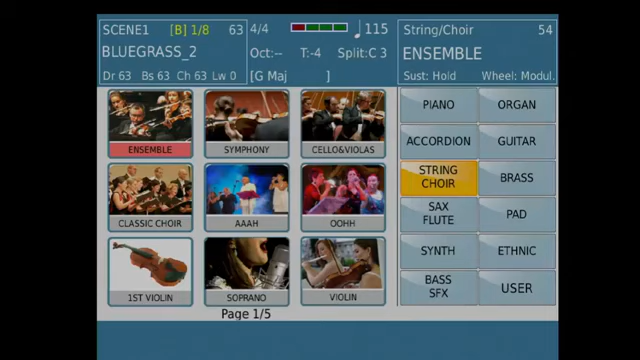 SCENE1 [B] 1/8 63 4/4 115 String/Choir 54
BLUEGRASS_2 Oct:-- T:-4 Split:C 3 ENSEMBLE
Dr 63 Bs 63 Ch 63 Lw 0 [G Maj ] Sust: Hold Wheel: Modul.
ENSEMBLE SYMPHONY CELLO&VIOLAS
CLASSIC CHOIR AAAH OOHH
1ST VIOLIN SOPRANO VIOLIN
Page 1/5
PIANO ORGAN
ACCORDION GUITAR
STRING
CHOIR
BRASS
SAX
FLUTE
PAD
SYNTH ETHNIC
BASS
SFX
USER